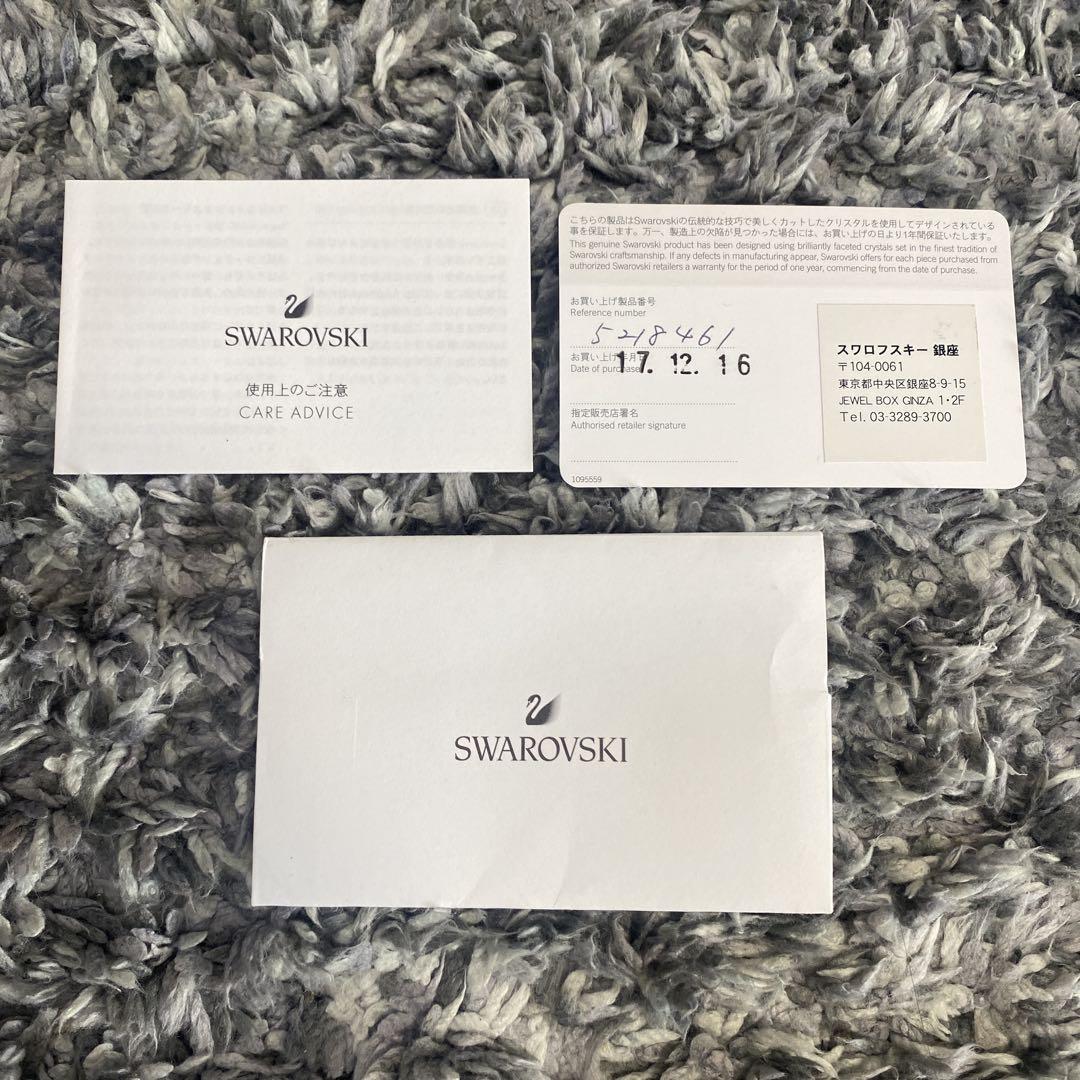 SWAROVSKI
使用上のご注意
CARE ADVICE
こちらの製品はSwarovskiの伝統的な技巧で美しくカットしたクリスタルを使用してデザインされている
事を保証します。万一、製造上の欠陥が見つかった場合には、お買い上げの日より1年間保証いたします。
This genuine Swarovski product has been designed using brilliantly faceted crystals set in the finest tradition of
Swarovski craftsmanship. If any defects in manufacturing appear, Swarovski offers for each piece purchased from
authorized Swarovski retailers a warranty for the period of one year, commencing from the date of purchase.
お買い上げ製品番号
Reference number
5218461
お買い上げ年月日
Date of purchase
17. 12. 16
指定販売店署名
Authorised retailer signature
1095559
スワロフスキー 銀座
〒104-0061
東京都中央区銀座8-9-15
JEWEL BOX GINZA 1・2F
Tel. 03-3289-3700
SWAROVSKI